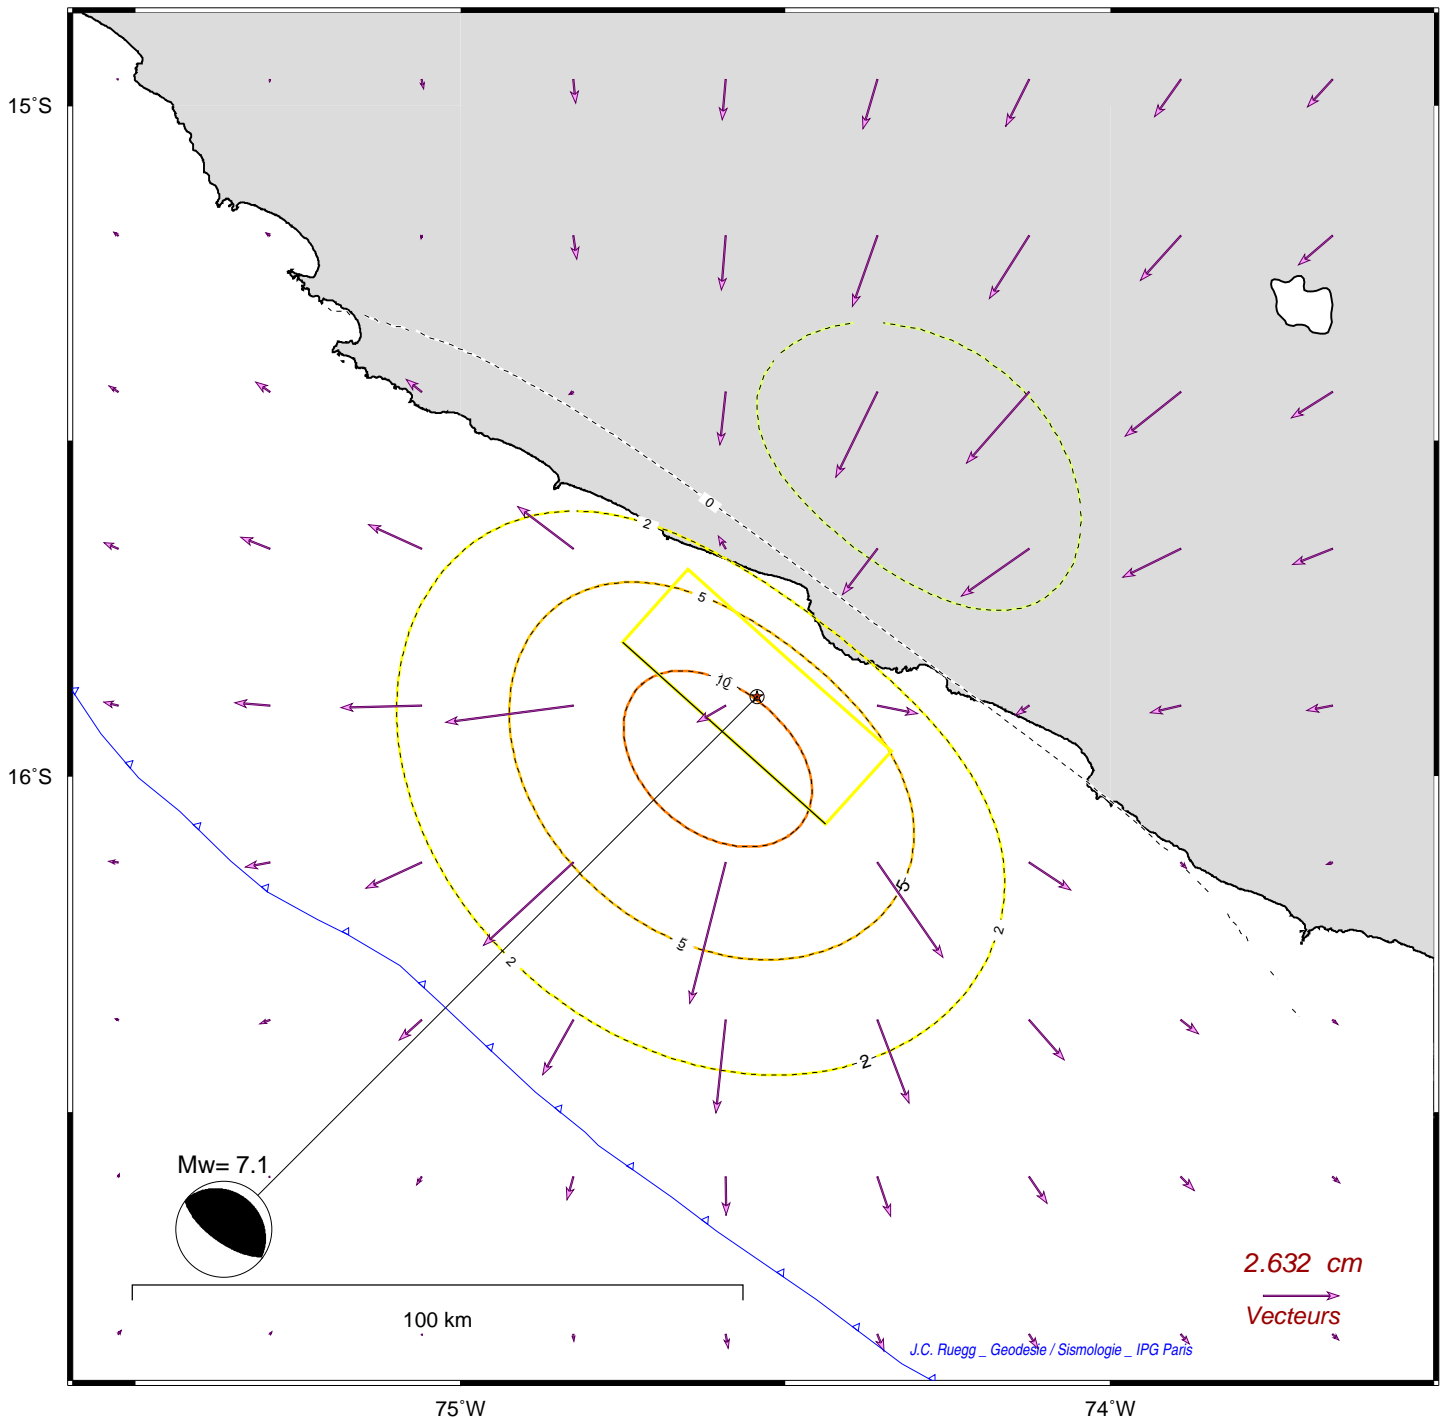 15°S
0
2
5
10
16°S
5
2
5
2
2
Mw= 7.1
2.632 cm
100 km
Vecteurs
J.C. Ruegg _ Geodesie / Sismologie _ IPG Paris
75°W
74°W